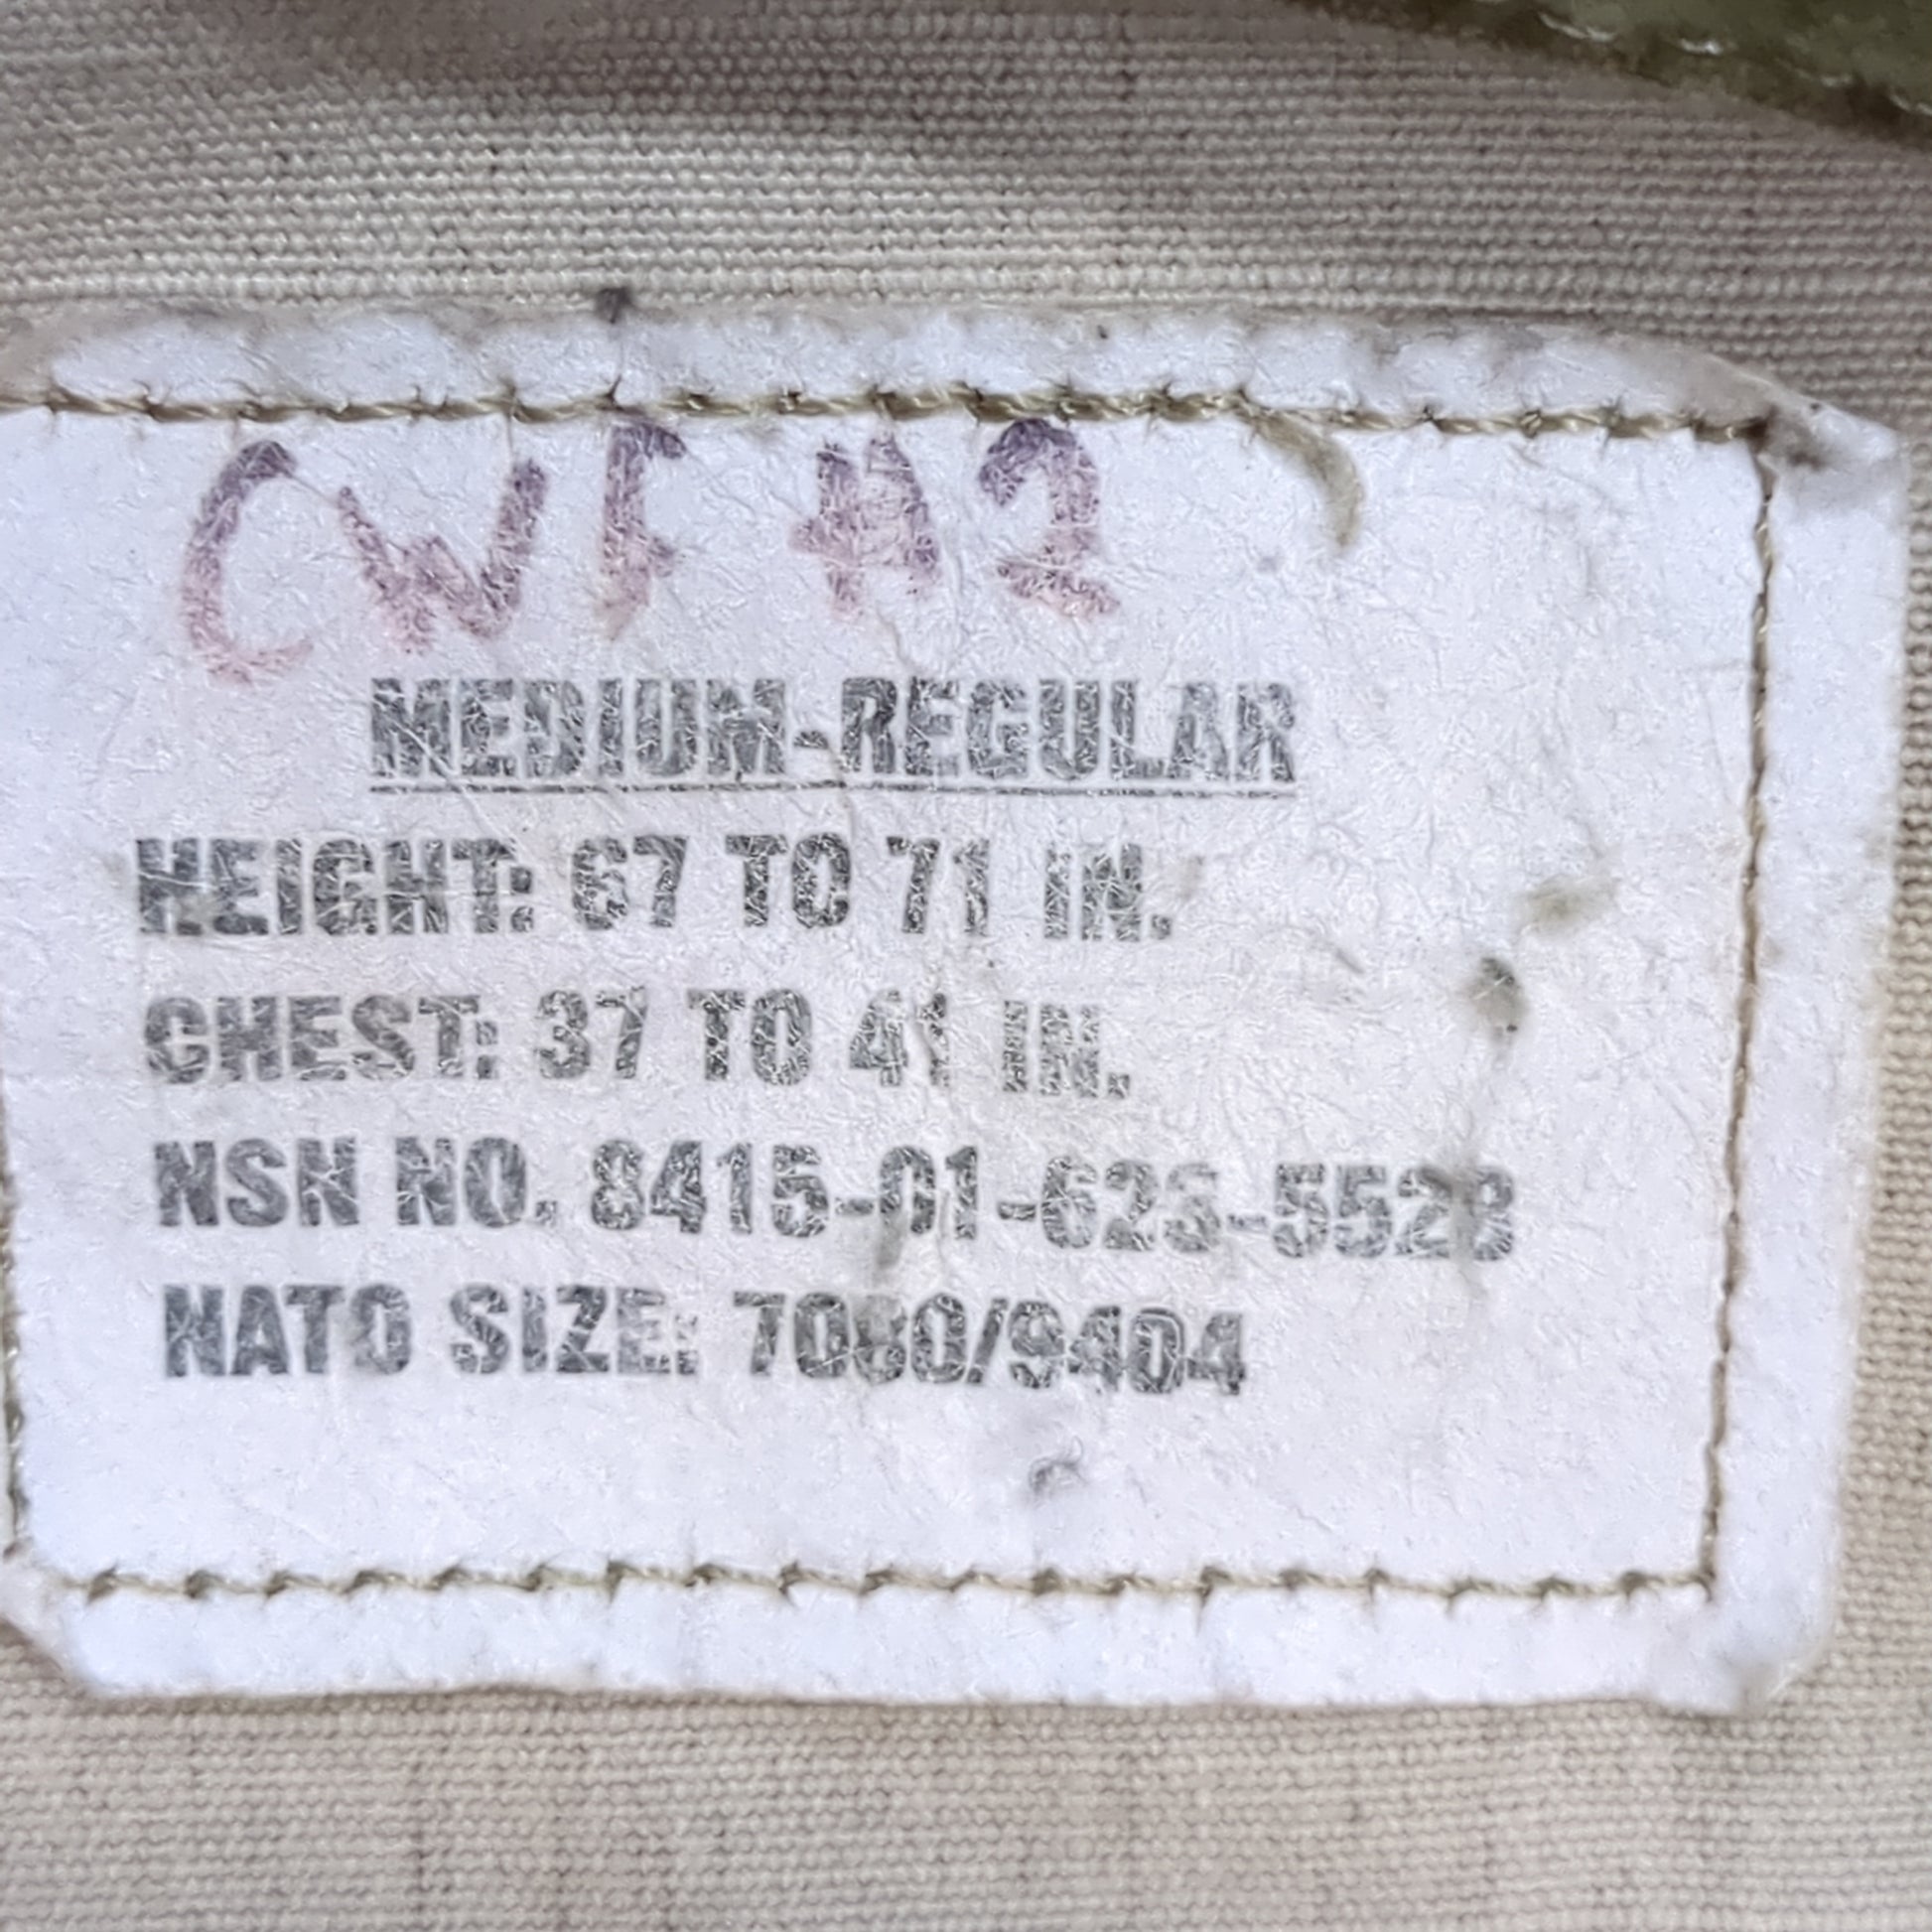 CWF #2
MEDIUM-REGULAR
HEIGHT: 67 TO 71 IN.
CHEST: 37 TO 41 IN.
NSN NO. 8415-01-623-5528
NATO SIZE: 7080/9404